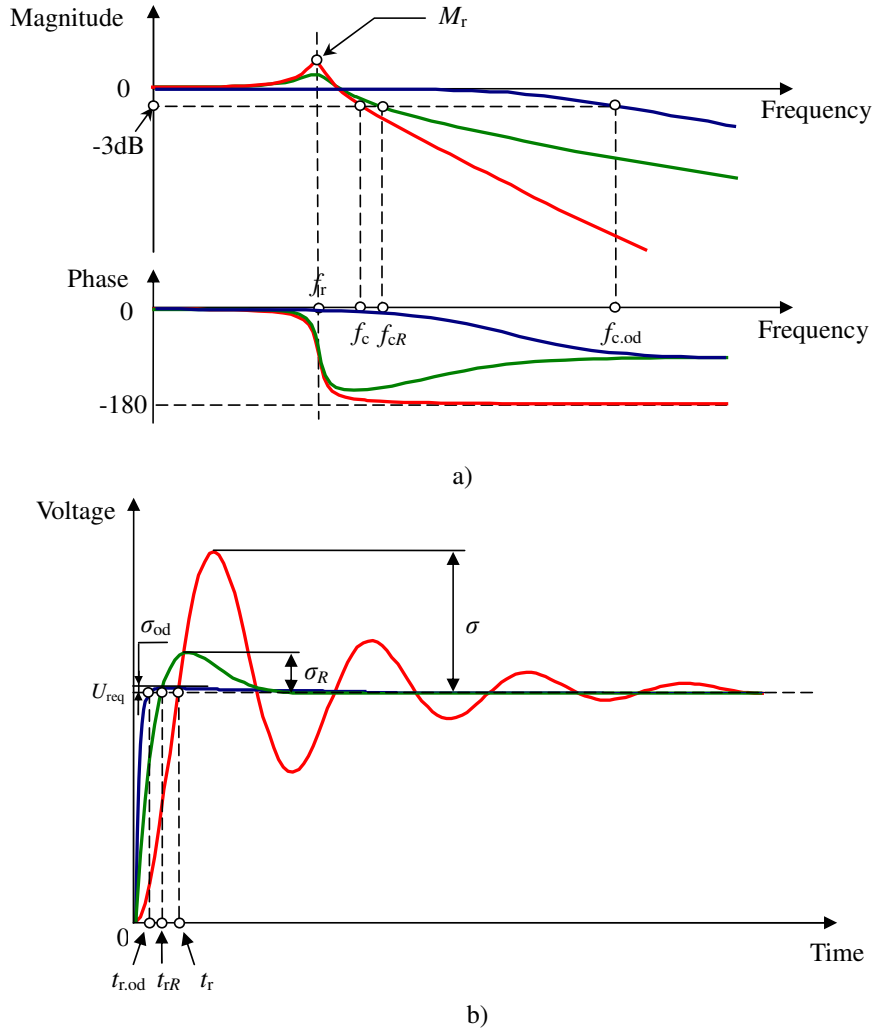 Magnitude
M_r
0
Frequency
-3dB
Phase
f_r
0
f_c f_cR f_c.od
Frequency
-180
a)
Voltage
σ_od
σ
σ_R
U_req
0
Time
t_r.od t_rR t_r
b)